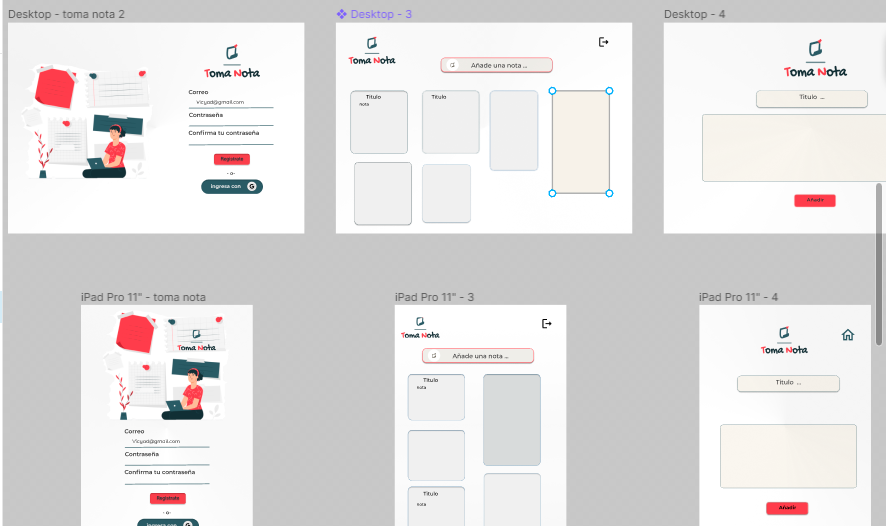 Desktop - toma nota 2
Toma Nota
Correo
Vicyad@gmail.com
Contraseña
Confirma tu contraseña
Registrate
- o-
Ingresa con G
Desktop - 3
Toma Nota
Añade una nota ...
Titulo
nota
Titulo
Desktop - 4
Toma Nota
Titulo ...
Añadir
iPad Pro 11" - toma nota
Toma Nota
Correo
Vicyad@gmail.com
Contraseña
Confirma tu contraseña
Registrate
- o-
Ingresa con G
iPad Pro 11" - 3
Toma Nota
Añade una nota ...
Titulo
nota
Titulo
nota
iPad Pro 11" - 4
Toma Nota
Titulo ...
Añadir